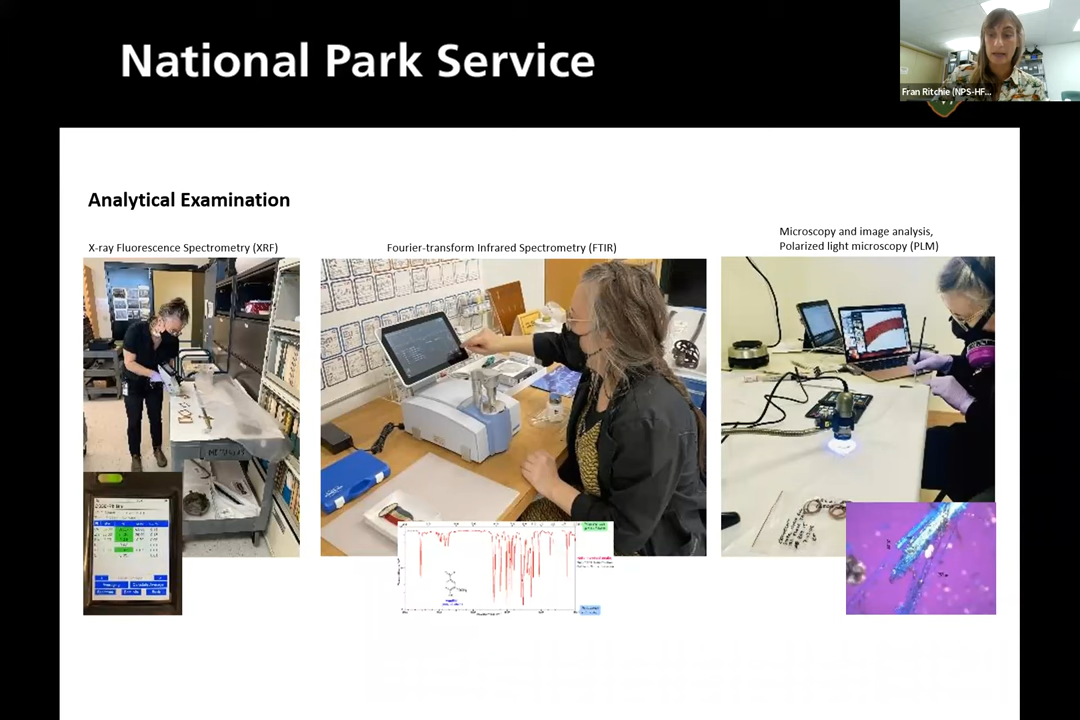 National Park Service
Fran Ritchie (NPS-HF...
Analytical Examination
X-ray Fluorescence Spectrometry (XRF)
Fourier-transform Infrared Spectrometry (FTIR)
Microscopy and image analysis,
Polarized light microscopy (PLM)